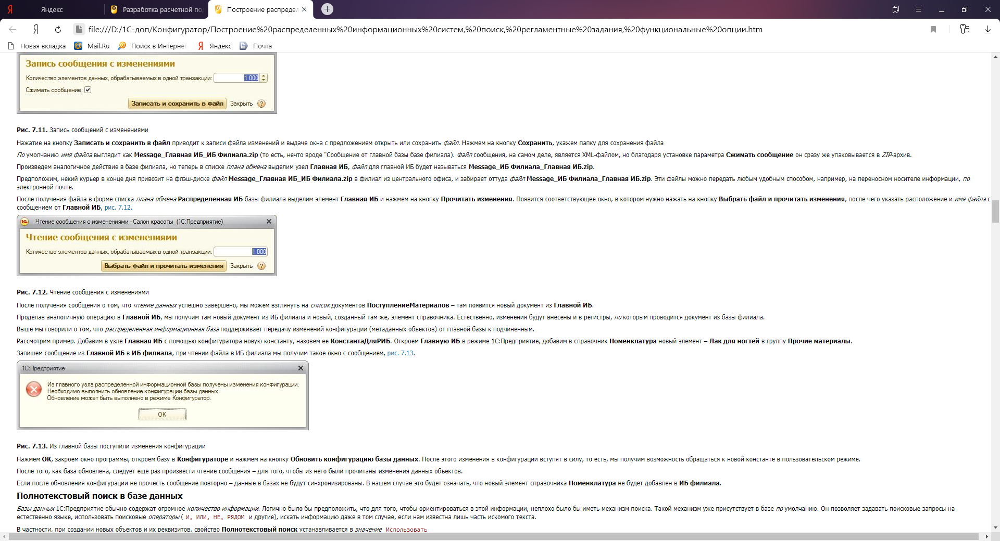 Яндекс
Разработка расчетной по
Построение распредел
file:///D:/1С-доп/Конфигуратор/Построение%20распределенных%20информационных%20систем,%20поиск,%20регламентные%20задания,%20функциональные%20опции.htm
Новая вкладка
Mail.Ru
Поиск в Интернет
Яндекс
Почта
Запись сообщения с изменениями
Количество элементов данных, обрабатываемых в одной транзакции: 1 000
Сжимать сообщение:
Записать и сохранить в файл Закрыть ?
Рис. 7.11. Запись сообщений с изменениями
Нажатие на кнопку Записать и сохранить в файл приводит к записи файла изменений и выдаче окна с предложением открыть или сохранить файл. Нажмем на кнопку Сохранить, укажем папку для сохранения файла
По умолчанию имя файла выглядит как Message_Главная ИБ_ИБ Филиала.zip (то есть, нечто вроде "Сообщение от главной базы базе филиала). Файл сообщения, на самом деле, является XML-файлом, но благодаря установке параметра Сжимать сообщение он сразу же упаковывается в ZIP-архив.
Произведем аналогичное действие в базе филиала, но теперь в списке плана обмена выделим узел Главная ИБ, файл для главной ИБ будет называться Message_ИБ Филиала_Главная ИБ.zip.
Предположим, некий курьер в конце дня привозит на флэш-диске файл Message_Главная ИБ_ИБ Филиала.zip в филиал из центрального офиса, и забирает оттуда файл Message_ИБ Филиала_Главная ИБ.zip. Эти файлы можно передать любым удобным способом, например, на переносном носителе информации, по
электронной почте.
После получения файла в форме списка плана обмена Распределенная ИБ базы филиала выделим элемент Главная ИБ и нажмем на кнопку Прочитать изменения. Появится соответствующее окно, в котором нужно нажать на кнопку Выбрать файл и прочитать изменения, после чего указать расположение и имя файла с
сообщением от Главной ИБ, рис. 7.12.
Чтение сообщения с изменениями - Салон красоты (1С:Предприятие)
Чтение сообщения с изменениями
Количество элементов данных, обрабатываемых в одной транзакции: 1 000
Выбрать файл и прочитать изменения Закрыть ?
Рис. 7.12. Чтение сообщения с изменениями
После получения сообщения о том, что чтение данных успешно завершено, мы можем взглянуть на список документов ПоступлениеМатериалов – там появится новый документ из Главной ИБ.
Проделав аналогичную операцию в Главной ИБ, мы получим там новый документ из ИБ филиала и новый, созданный там же, элемент справочника. Естественно, изменения будут внесены и в регистры, по которым проводится документ из базы филиала.
Выше мы говорили о том, что распределенная информационная база поддерживает передачу изменений конфигурации (метаданных объектов) от главной базы к подчиненным.
Рассмотрим пример. Добавим в узле Главная ИБ с помощью конфигуратора новую константу, назовем ее КонстантаДляРИБ. Откроем Главную ИБ в режиме 1С:Предприятие, добавим в справочник Номенклатура новый элемент – Лак для ногтей в группу Прочие материалы.
Запишем сообщение из Главной ИБ в ИБ филиала, при чтении файла в ИБ филиала мы получим такое окно с сообщением, рис. 7.13.
1С:Предприятие
Из главного узла распределенной информационной базы получены изменения конфигурации.
Необходимо выполнить обновление конфигурации базы данных.
Обновление может быть выполнено в режиме Конфигуратор.
OK
Рис. 7.13. Из главной базы поступили изменения конфигурации
Нажмем ОК, закроем окно программы, откроем базу в Конфигураторе и нажмем на кнопку Обновить конфигурацию базы данных. После этого изменения в конфигурации вступят в силу, то есть, мы получим возможность обращаться к новой константе в пользовательском режиме.
После того, как база обновлена, следует еще раз произвести чтение сообщения – для того, чтобы из него были прочитаны изменения данных объектов.
Если после обновления конфигурации не прочесть сообщение повторно – данные в базах не будут синхронизированы. В нашем случае это будет означать, что новый элемент справочника Номенклатура не будет добавлен в ИБ филиала.
Полнотекстовый поиск в базе данных
Базы данных 1С:Предприятие обычно содержат огромное количество информации. Логично было бы предположить, что для того, чтобы ориентироваться в этой информации, неплохо было бы иметь механизм поиска. Такой механизм уже присутствует в базе по умолчанию. Он позволяет задавать поисковые запросы на
естественно языке, использовать поисковые операторы ( И, ИЛИ, НЕ, РЯДОМ и другие), искать информацию даже в том случае, если нам известна лишь часть искомого текста.
В частности, при создании новых объектов и их реквизитов, свойство Полнотекстовый поиск устанавливается в значение Использовать